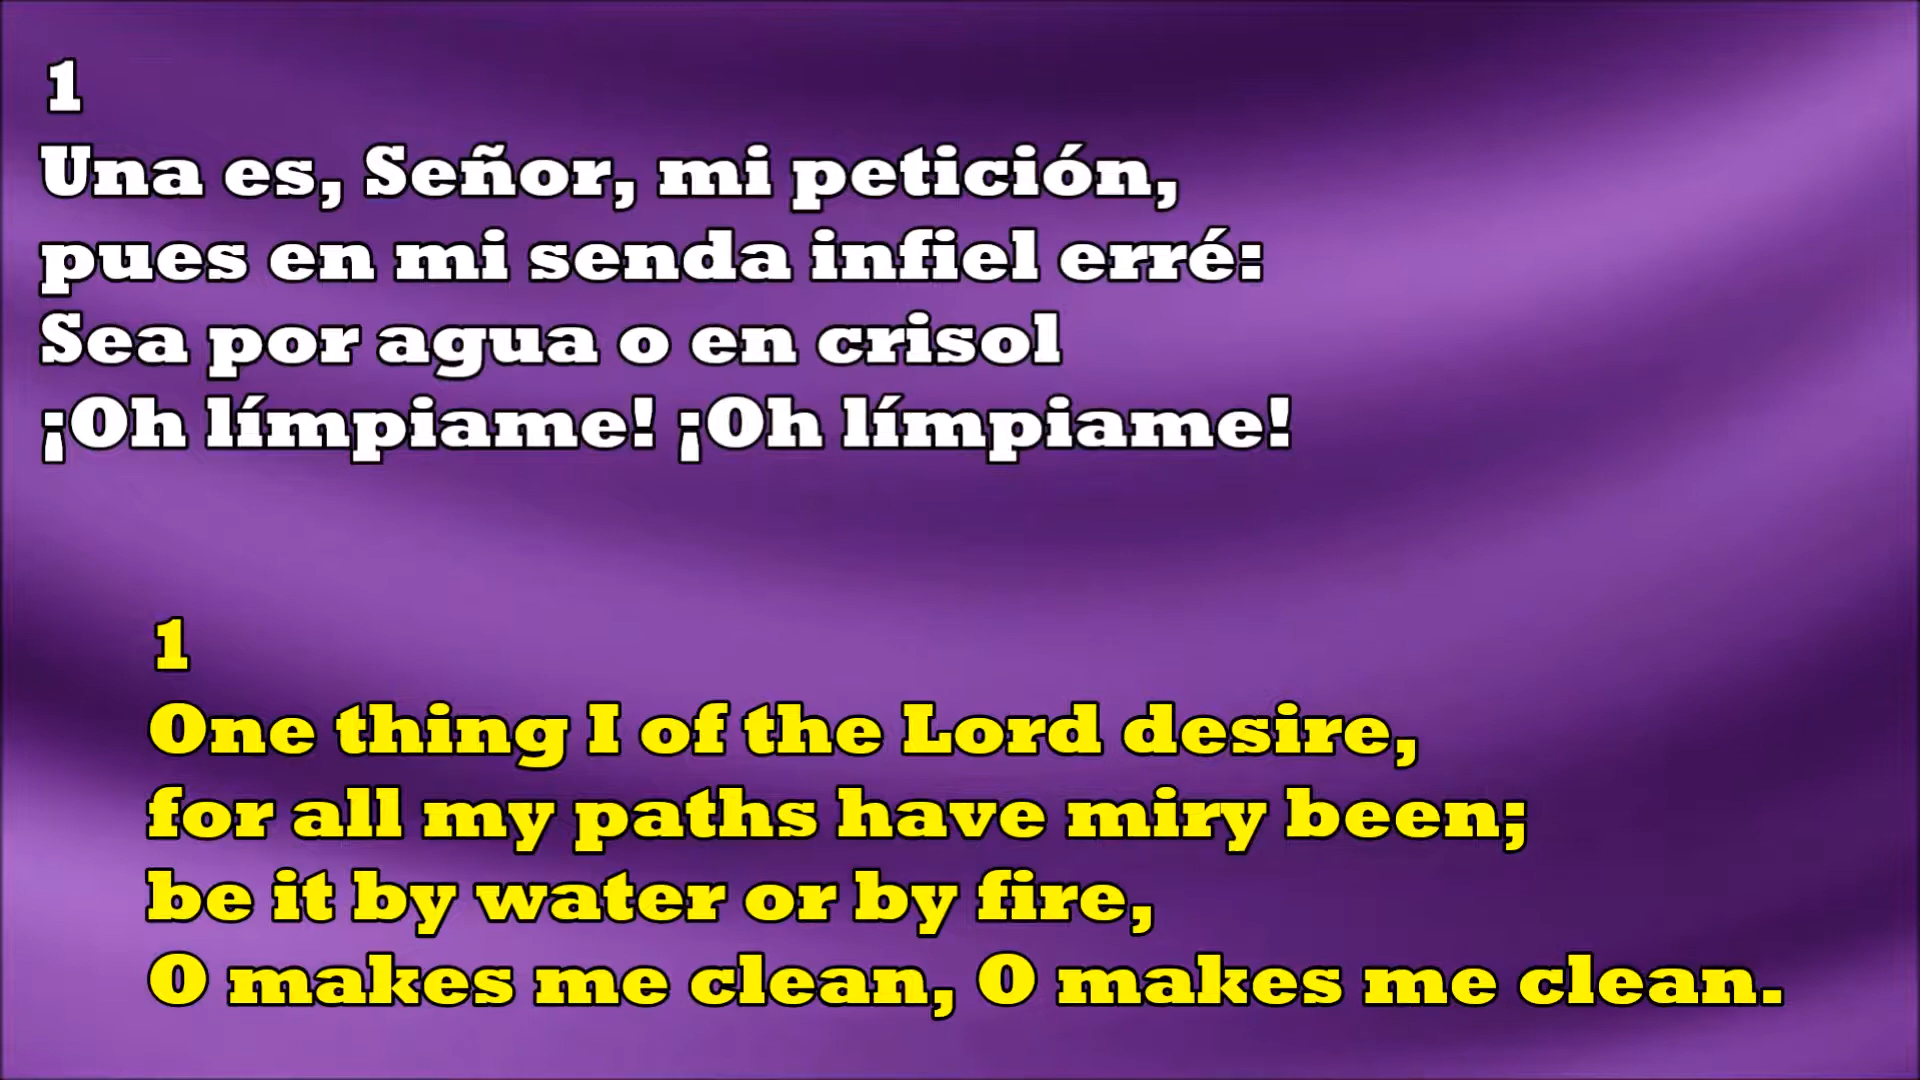 1
Una es, Señor, mi petición,
pues en mi senda infiel erré:
Sea por agua o en crisol
¡Oh límpiame! ¡Oh límpiame!
1
One thing I of the Lord desire,
for all my paths have miry been;
be it by water or by fire,
O makes me clean, O makes me clean.